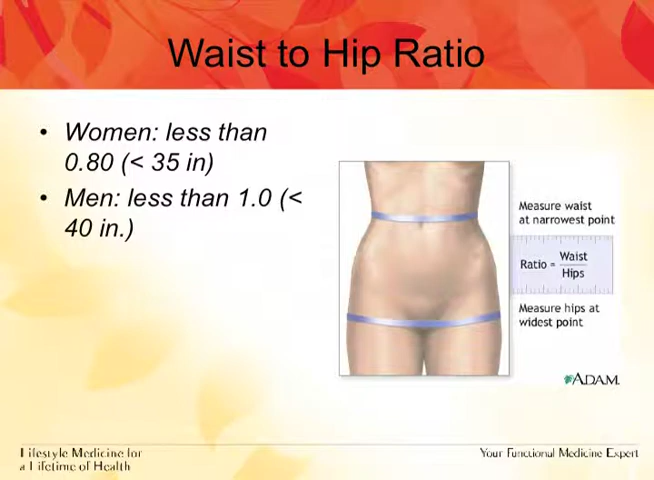 Waist to Hip Ratio
• Women: less than
0.80 (< 35 in)
• Men: less than 1.0 (<
40 in.)
Measure waist
at narrowest point
Ratio = Waist
Hips
Measure hips at
widest point
ADAM.
Lifestyle Medicine for
a Lifetime of Health
Your Functional Medicine Expert